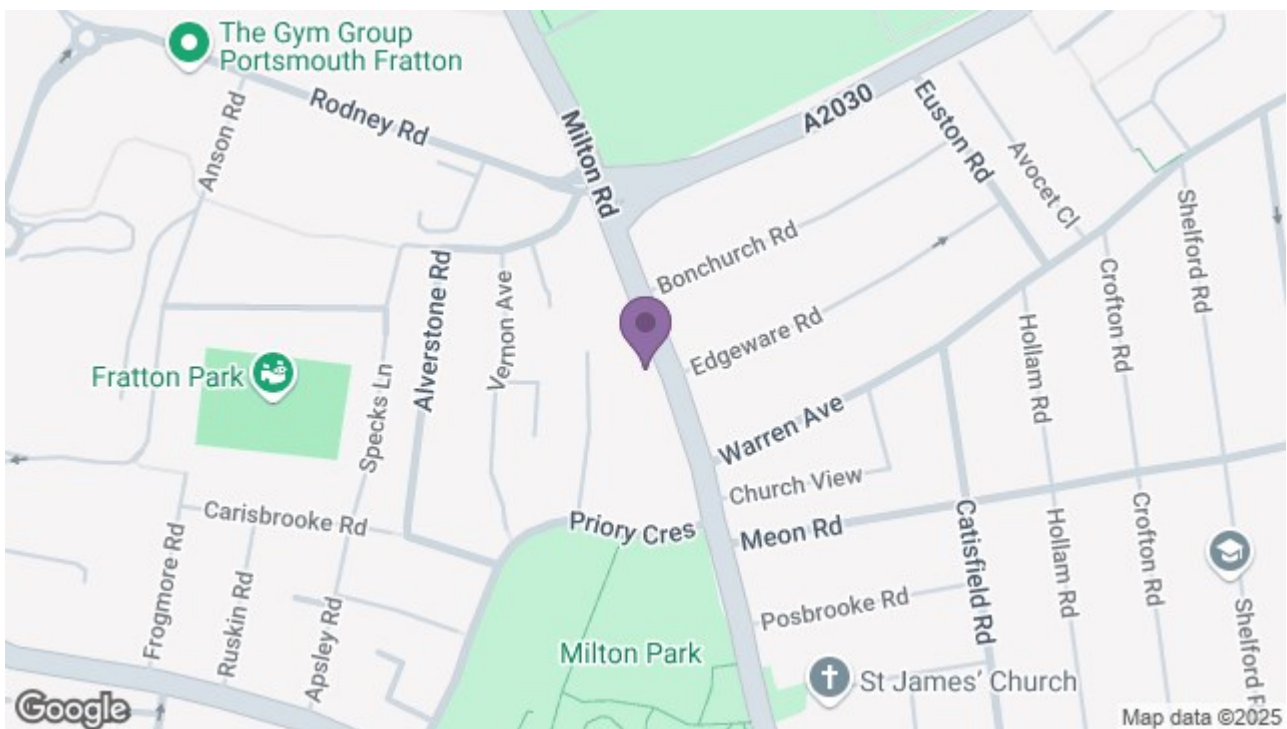 The Gym Group
Portsmouth Fratton
Rodney Rd
Anson Rd
Milton Rd
A2030
Euston Rd
Avocet Cl
Shelford Rd
Bonchurch Rd
Edgeware Rd
Crofton Rd
Hollam Rd
Alverstone Rd
Vernon Ave
Fratton Park
Specks Ln
Warren Ave
Church View
Carisbrooke Rd
Priory Cres
Meon Rd
Catisfield Rd
Hollam Rd
Crofton Rd
Frogmore Rd
Ruskin Rd
Apsley Rd
Posbrooke Rd
Shelford R
Milton Park
St James' Church
Google
Map data ©2025